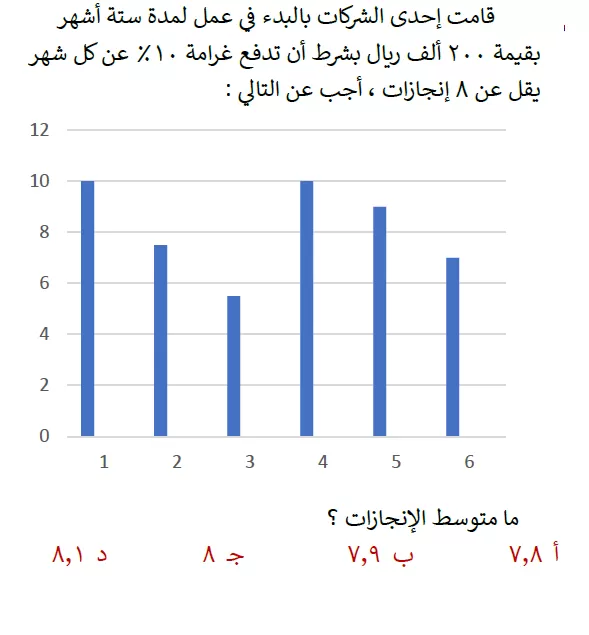 قامت إحدى الشركات بالبدء في عمل لمدة ستة أشهر
بقيمة ٢٠٠ ألف ريال بشرط أن تدفع غرامة ١٠٪ عن كل شهر
يقل عن ٨ إنجازات ، أجب عن التالي :
12
10
8
6
4
2
0
1 2 3 4 5 6
ما متوسط الإنجازات ؟
أ ٧,٨ ب ٧,٩ جـ ٨ د ٨,١